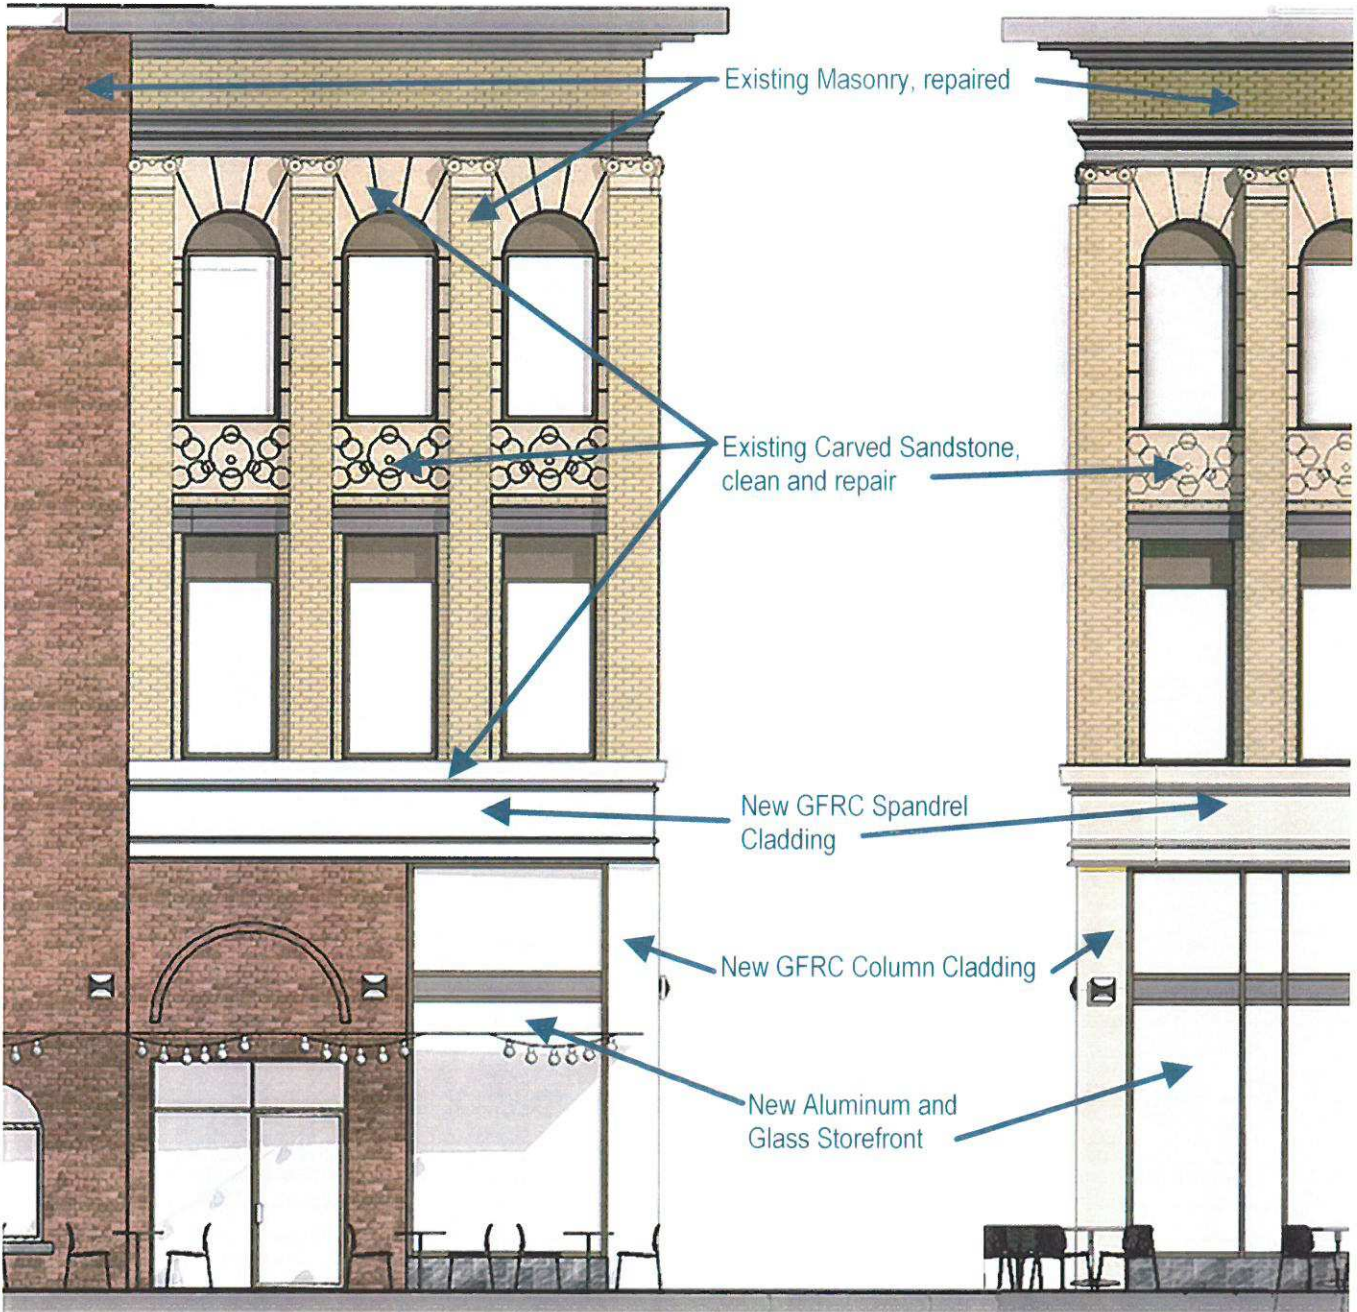 Existing Masonry, repaired
Existing Carved Sandstone,
clean and repair
New GFRC Spandrel
Cladding
New GFRC Column Cladding
New Aluminum and
Glass Storefront